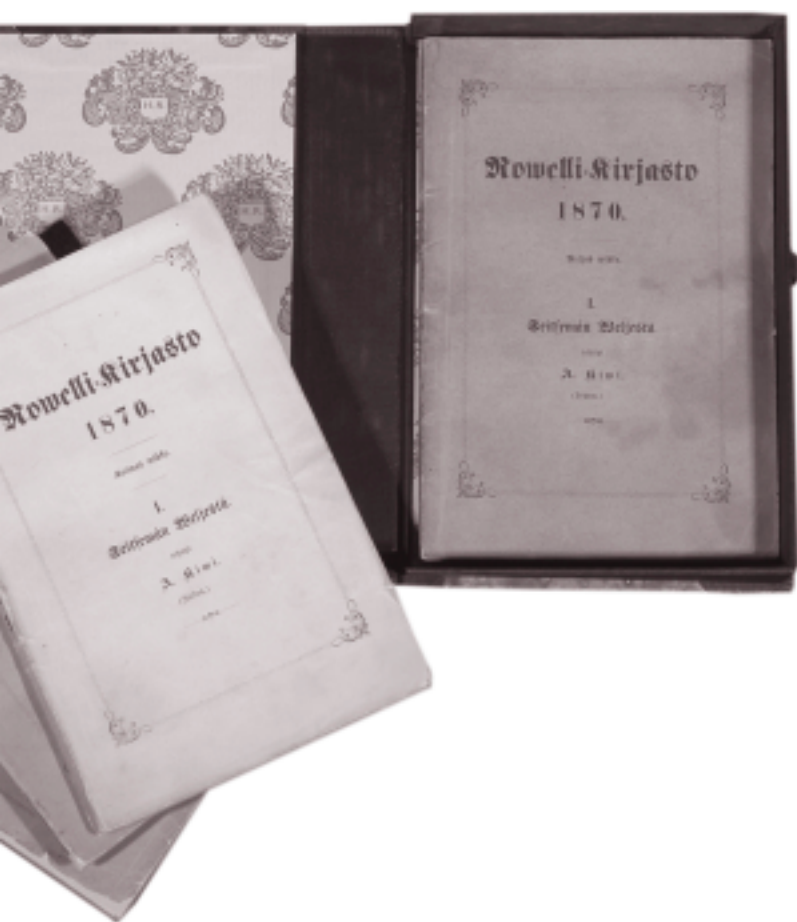 H. K.
Nowelli-Kirjasto
1870.
I.
Seitsemän Weljestä.
A. Kiwi.
Nowelli-Kirjasto
1870.
I.
Seitsemän Weljestä.
A. Kiwi.